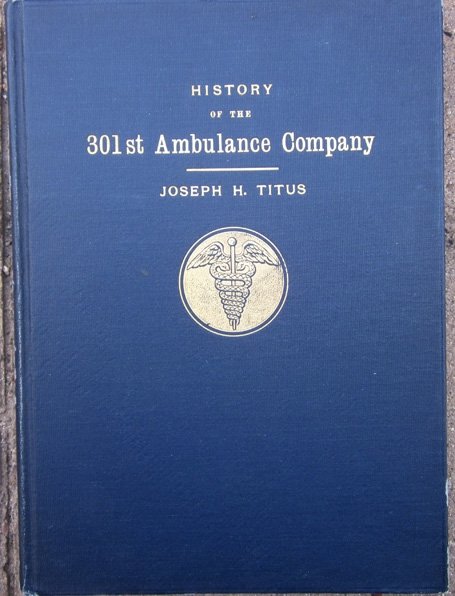 HISTORY
OF THE
301st Ambulance Company
JOSEPH H. TITUS